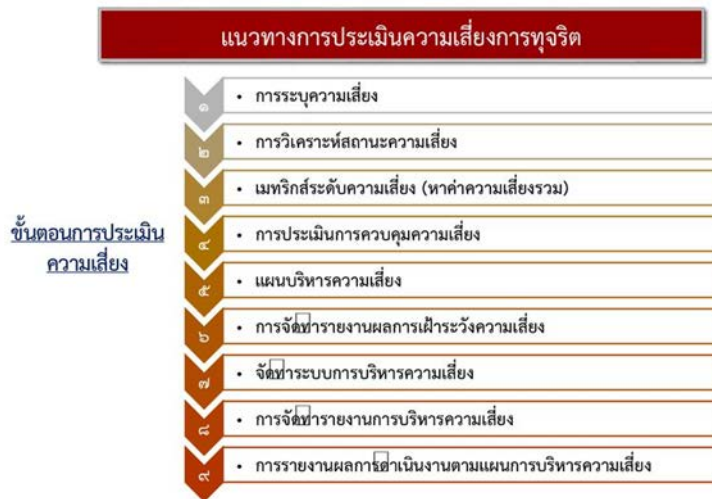 แนวทางการประเมินความเสี่ยงการทุจริต
ขั้นตอนการประเมิน
ความเสี่ยง
๑ • การระบุความเสี่ยง
๒ • การวิเคราะห์สถานะความเสี่ยง
๓ • เมทริกส์ระดับความเสี่ยง (หาค่าความเสี่ยงรวม)
๔ • การประเมินการควบคุมความเสี่ยง
๕ • แผนบริหารความเสี่ยง
๖ • การจัดทำรายงานผลการเฝ้าระวังความเสี่ยง
๗ • จัดทำระบบการบริหารความเสี่ยง
๘ • การจัดทำรายงานการบริหารความเสี่ยง
๙ • การรายงานผลการดำเนินงานตามแผนการบริหารความเสี่ยง